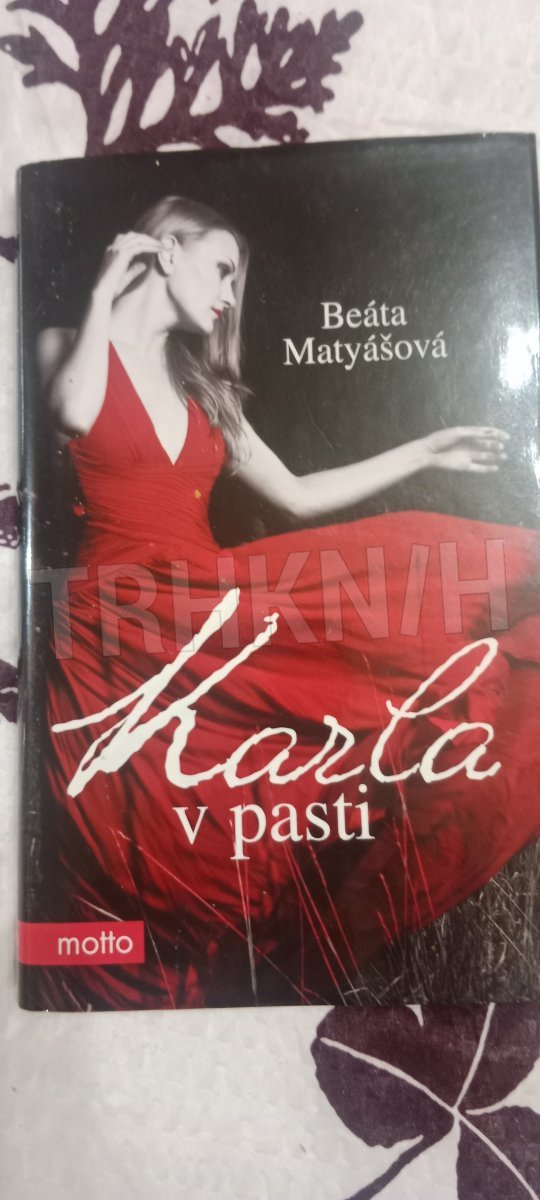 Beáta
Matyášová
TRHKNIH
Karla
v pasti
motto